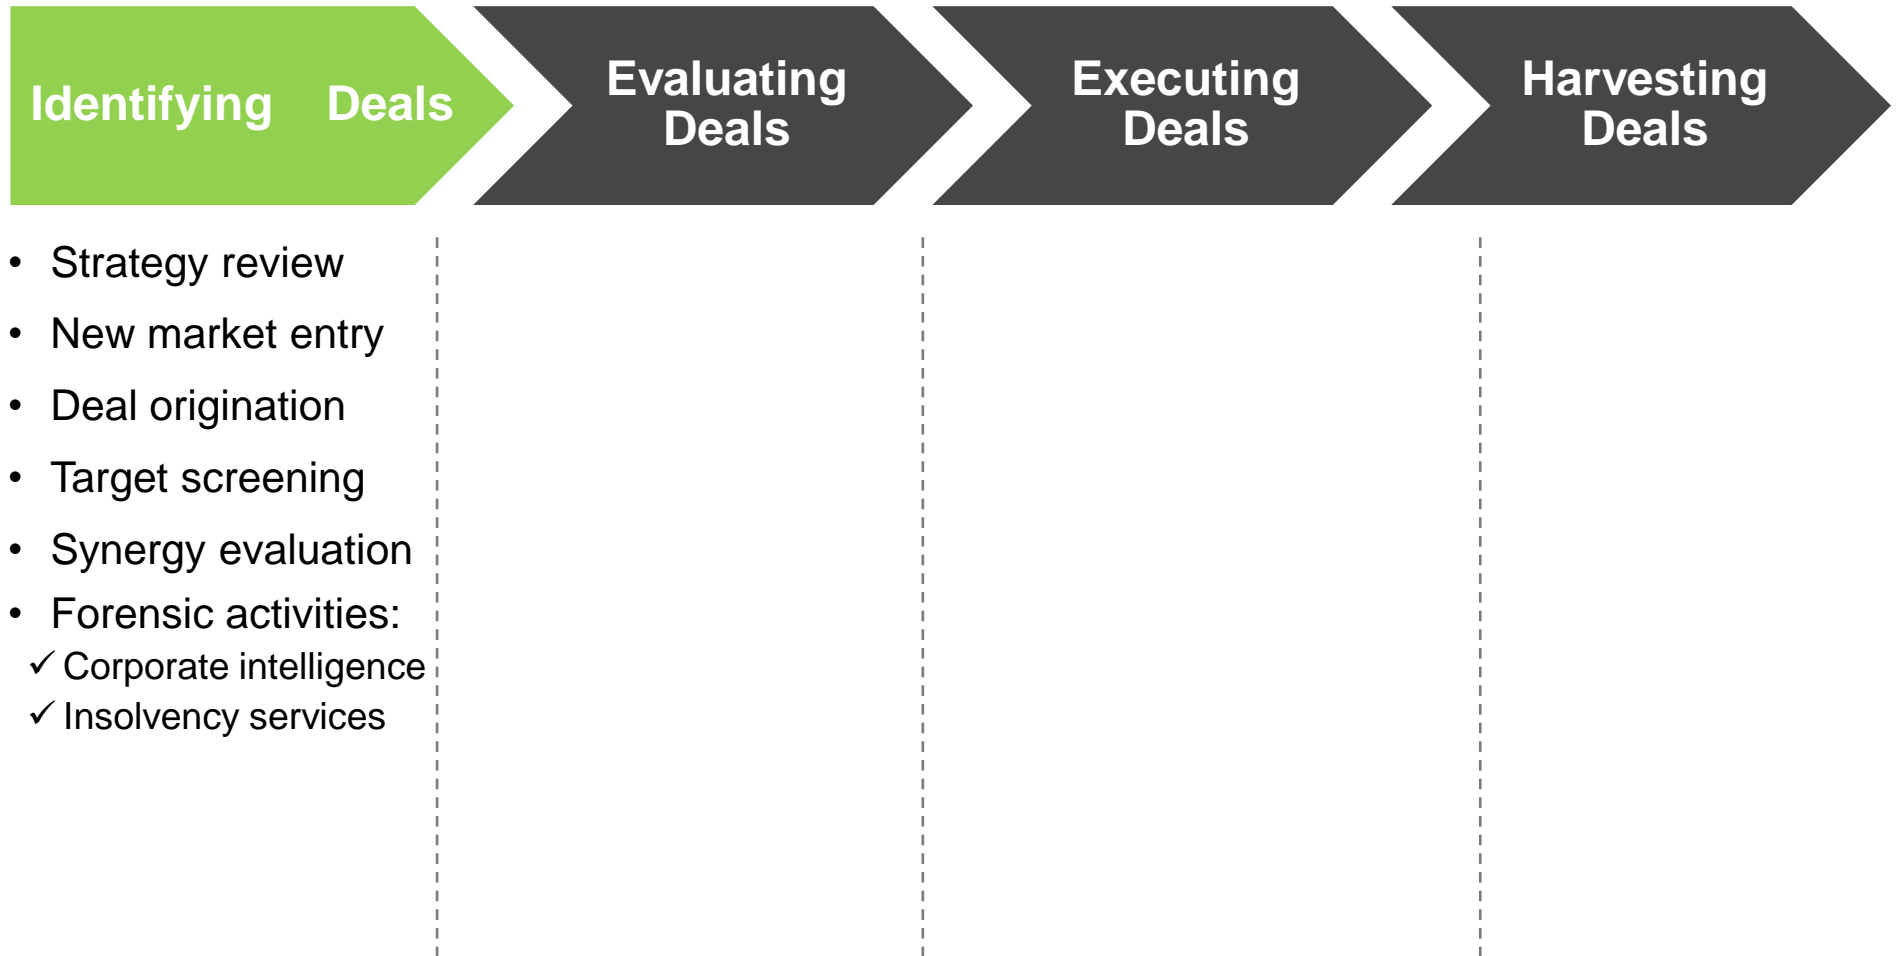 Identifying Deals
Evaluating
Deals
Executing
Deals
Harvesting
Deals
• Strategy review
• New market entry
• Deal origination
• Target screening
• Synergy evaluation
• Forensic activities:
✓ Corporate intelligence
✓ Insolvency services